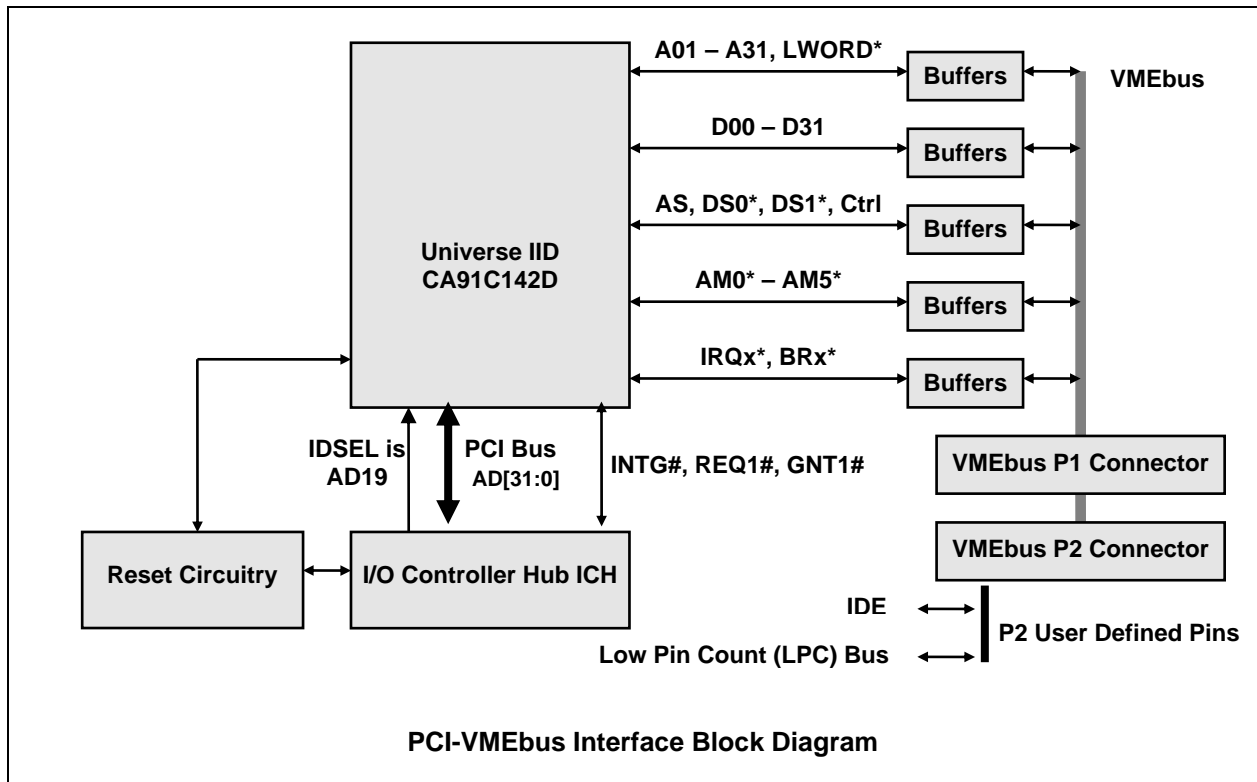 A01 – A31, LWORD*
Buffers
VMEbus
D00 – D31
Buffers
AS, DS0*, DS1*, Ctrl
Buffers
Universe IID
CA91C142D
AM0* – AM5*
Buffers
IRQx*, BRx*
Buffers
IDSEL is
AD19
PCI Bus
AD[31:0]
INTG#, REQ1#, GNT1#
VMEbus P1 Connector
VMEbus P2 Connector
Reset Circuitry
I/O Controller Hub ICH
IDE
P2 User Defined Pins
Low Pin Count (LPC) Bus
PCI-VMEbus Interface Block Diagram